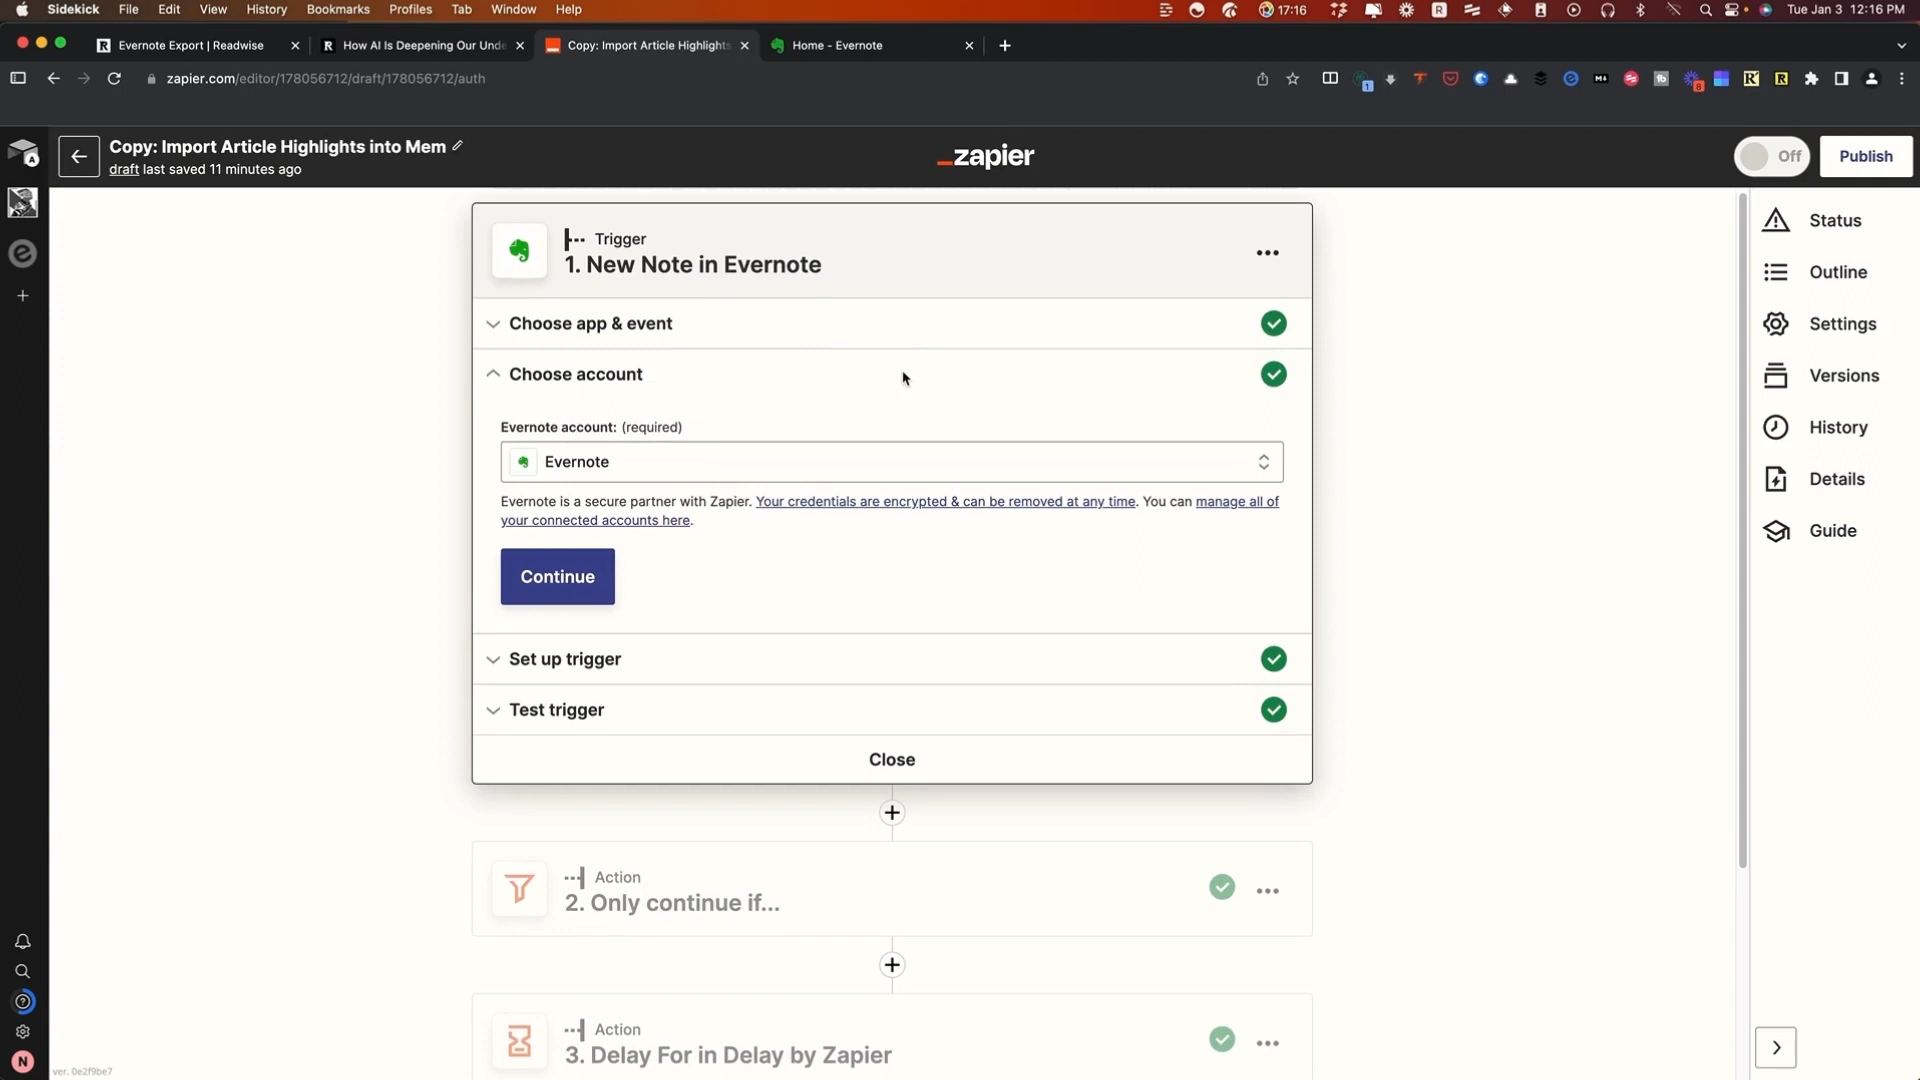 Sidekick File Edit View History Bookmarks Profiles Tab Window Help 17:16 Tue Jan 3 12:16 PM
Evernote Export | Readwise How AI Is Deepening Our Unde Copy: Import Article Highlights Home - Evernote
zapier.com/editor/178056712/draft/178056712/auth
Copy: Import Article Highlights into Mem
draft last saved 11 minutes ago
zapier
Off
Publish
Trigger
1. New Note in Evernote
Choose app & event
Choose account
Evernote account: (required)
Evernote
Evernote is a secure partner with Zapier. Your credentials are encrypted & can be removed at any time. You can manage all of
your connected accounts here.
Continue
Set up trigger
Test trigger
Close
Action
2. Only continue if...
Action
3. Delay For in Delay by Zapier
Status
Outline
Settings
Versions
History
Details
Guide
N
ver. 0e2f9be7